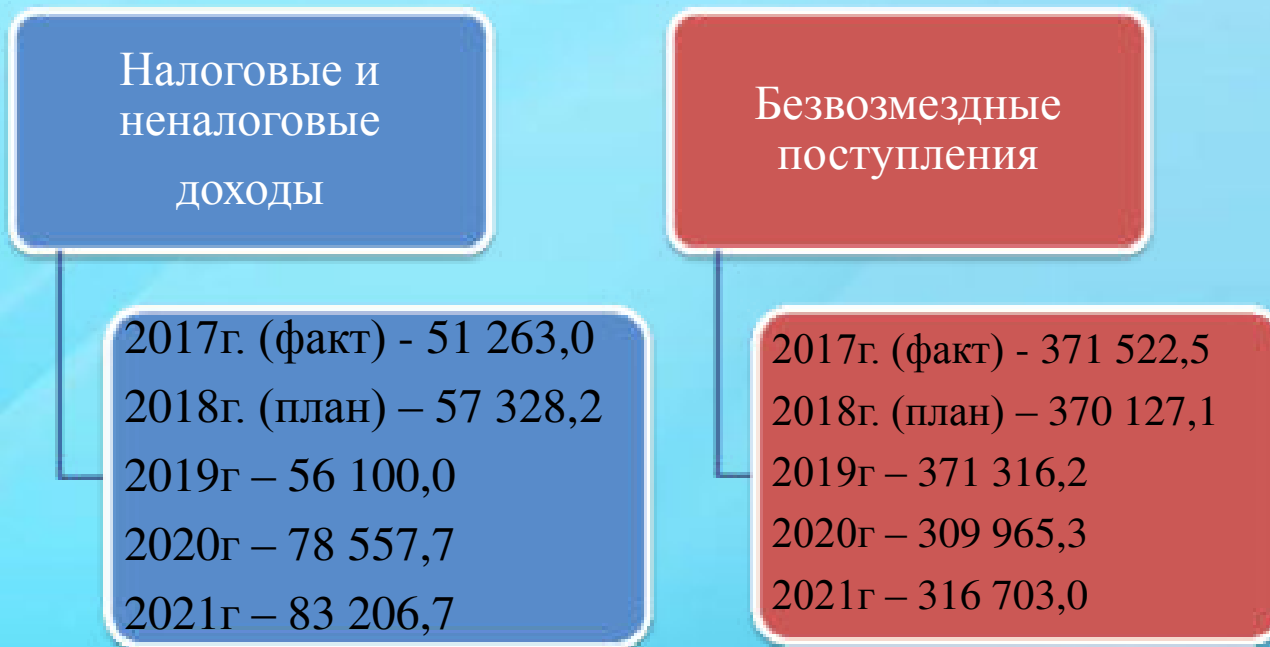 Налоговые и
неналоговые
доходы
2017г. (факт) - 51 263,0
2018г. (план) – 57 328,2
2019г – 56 100,0
2020г – 78 557,7
2021г – 83 206,7
Безвозмездные
поступления
2017г. (факт) - 371 522,5
2018г. (план) – 370 127,1
2019г – 371 316,2
2020г – 309 965,3
2021г – 316 703,0